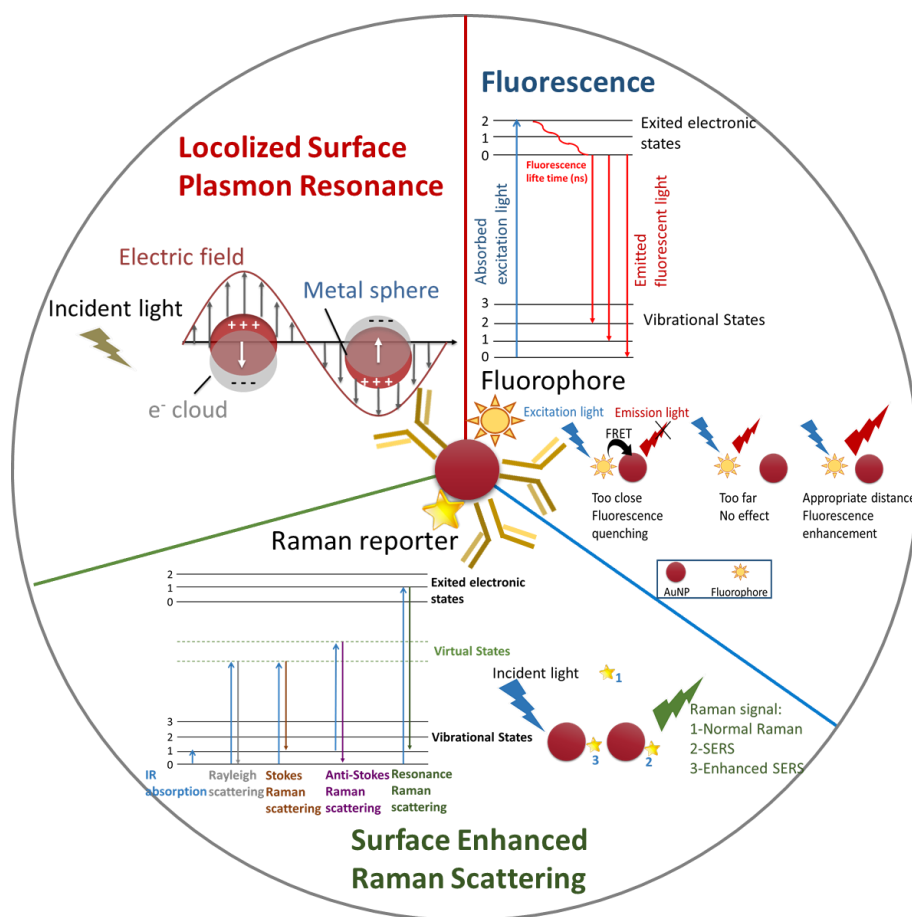 Locolized Surface
Plasmon Resonance
Electric field
Incident light
Metal sphere
+ + +
- - -
- - -
+++
e⁻ cloud
Fluorescence
2
1
0
Exited electronic
states
Fluorescence
lifte time (ns)
Absorbed
excitation light
Emitted
fluorescent light
3
2
1
0
Vibrational States
Fluorophore
Excitation light
Emission light
FRET
Too close
Fluorescence
quenching
Too far
No effect
Appropriate distance
Fluorescence
enhancement
AuNP
Fluorophore
Raman reporter
2
1
0
Exited electronic
states
Virtual States
3
2
1
0
Vibrational States
IR
absorption
Rayleigh
scattering
Stokes
Raman
scattering
Anti-Stokes
Raman
scattering
Resonance
Raman
scattering
Incident light
1
3
2
Raman signal:
1-Normal Raman
2-SERS
3-Enhanced SERS
Surface Enhanced
Raman Scattering